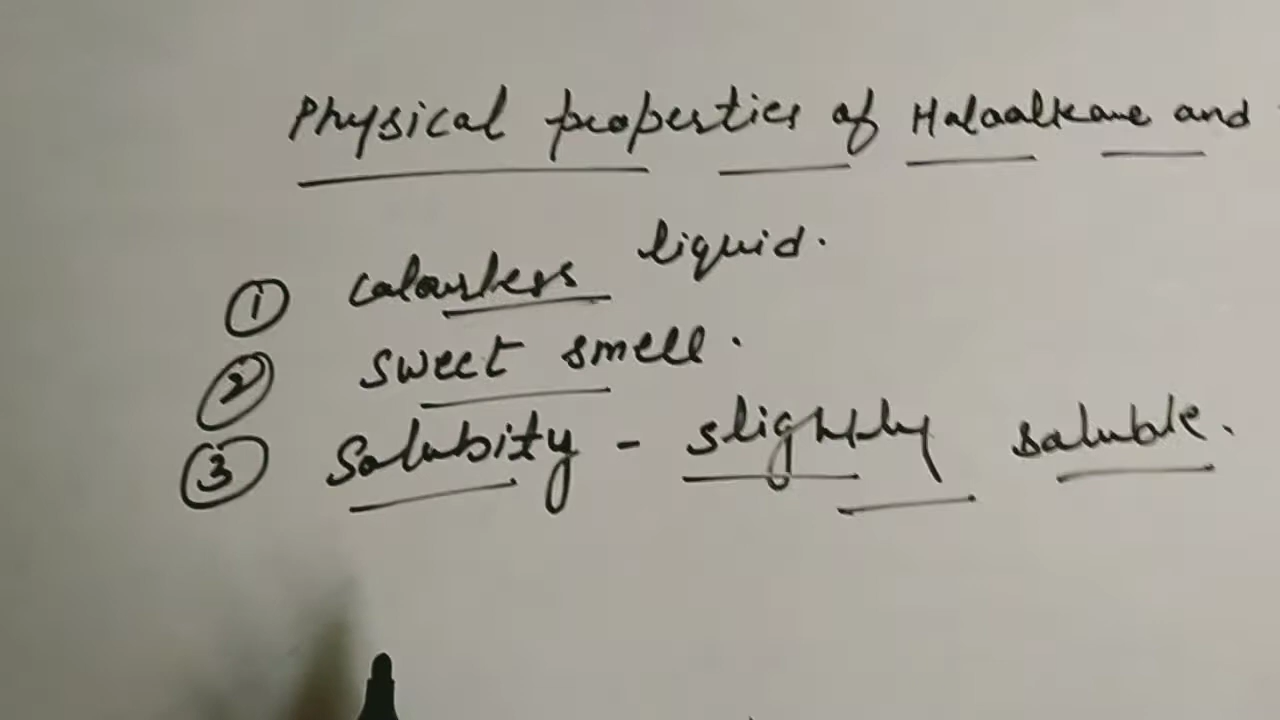 Physical properties of Haloalkane and
① colourless liquid.
② sweet smell.
③ Solubity - slightly soluble.